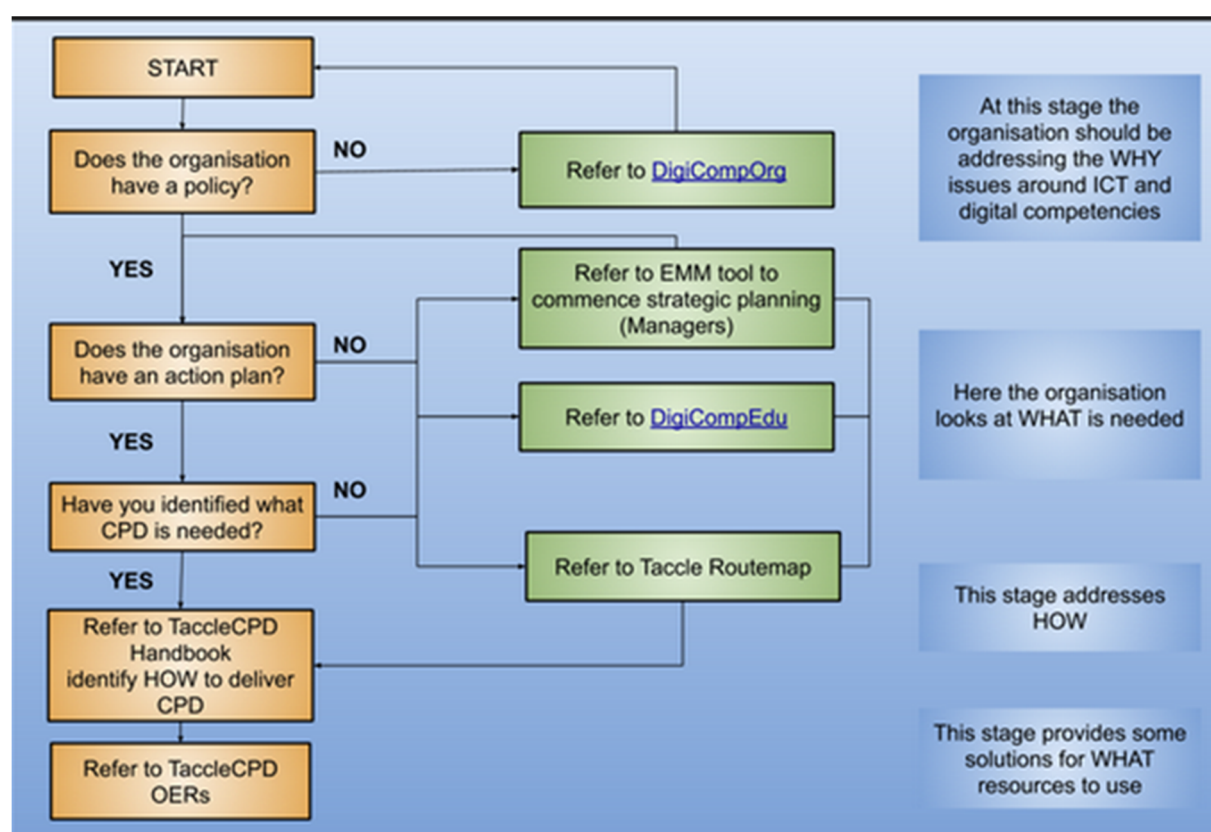 START
Does the organisation
have a policy?
NO
Refer to DigiCompOrg
At this stage the
organisation should be
addressing the WHY
issues around ICT and
digital competencies
YES
Refer to EMM tool to
commence strategic planning
(Managers)
Does the organisation
have an action plan?
NO
Refer to DigiCompEdu
Here the organisation
looks at WHAT is needed
YES
Have you identified what
CPD is needed?
NO
Refer to Taccle Routemap
YES
This stage addresses
HOW
Refer to TaccleCPD
Handbook
identify HOW to deliver
CPD
Refer to TaccleCPD
OERs
This stage provides some
solutions for WHAT
resources to use